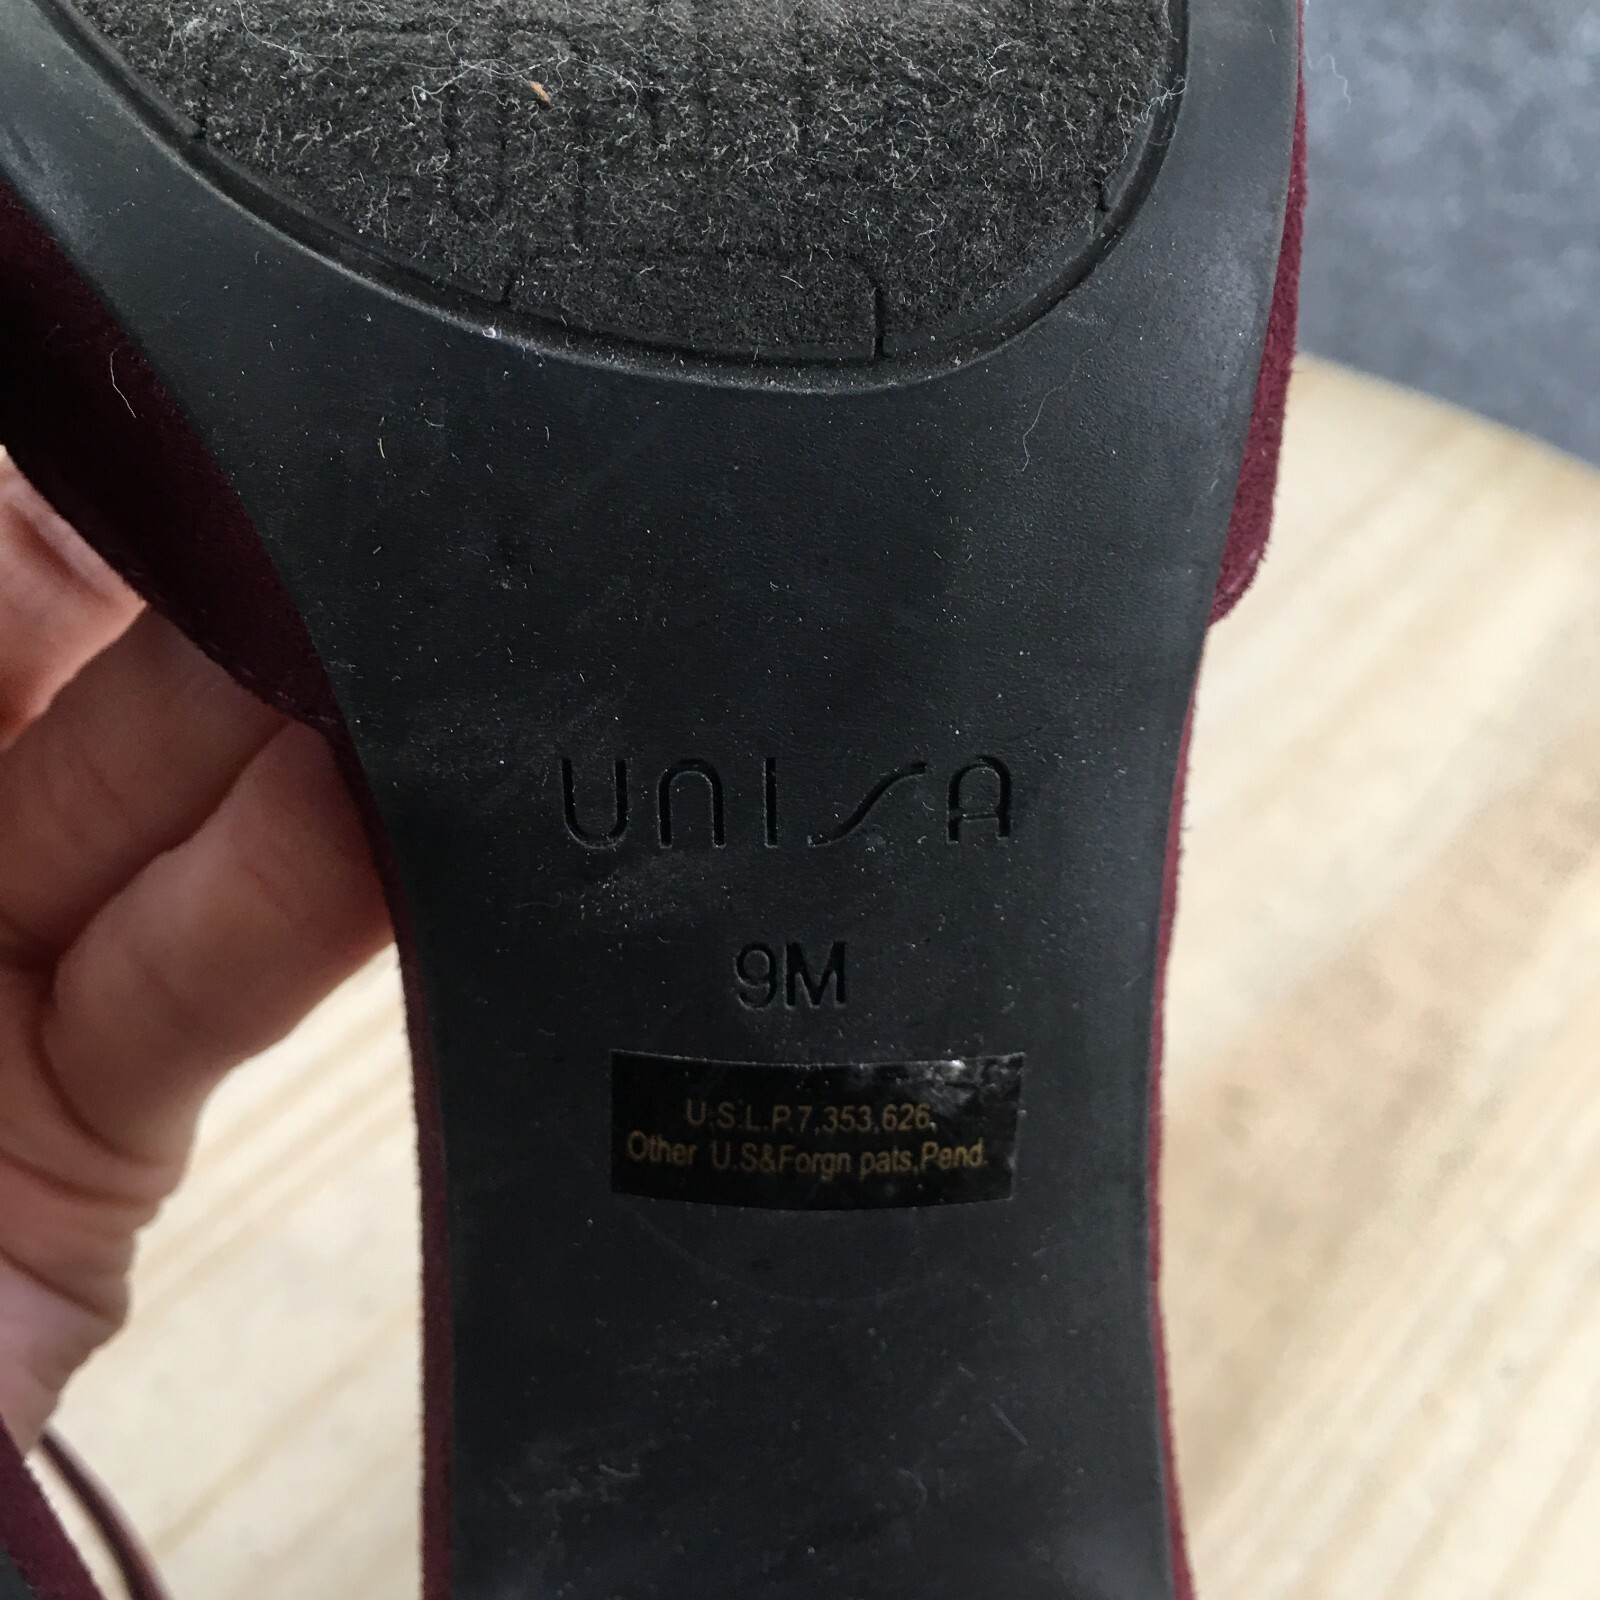 UNISA
9M
U.S.L.P.7,353,626,
Other U.S&Forgn pats,Pend.